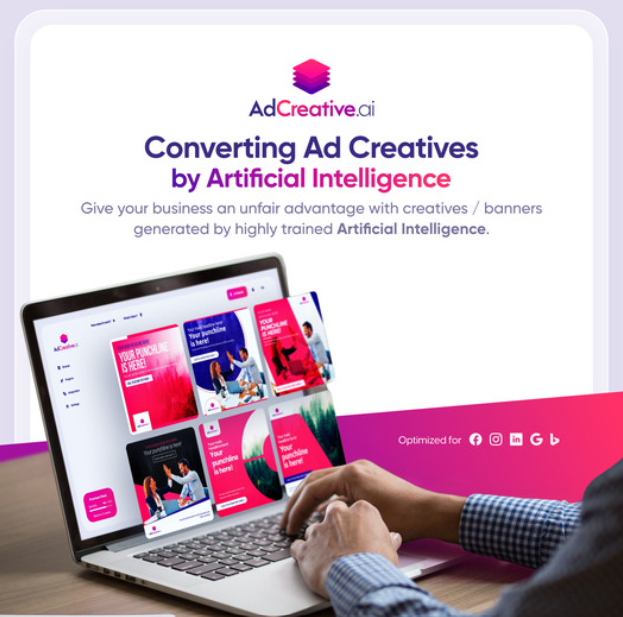 AdCreative.ai
Converting Ad Creatives
by Artificial Intelligence
Give your business an unfair advantage with creatives / banners
generated by highly trained Artificial Intelligence.
AdCreative.ai
YOUR PUNCHLINE
IS HERE!
Your punchline
is here!
YOUR
PUNCHLINE
IS HERE!
Your punchline
is here!
Your
punchline
is here!
Your
punchline
is here!
Optimized for